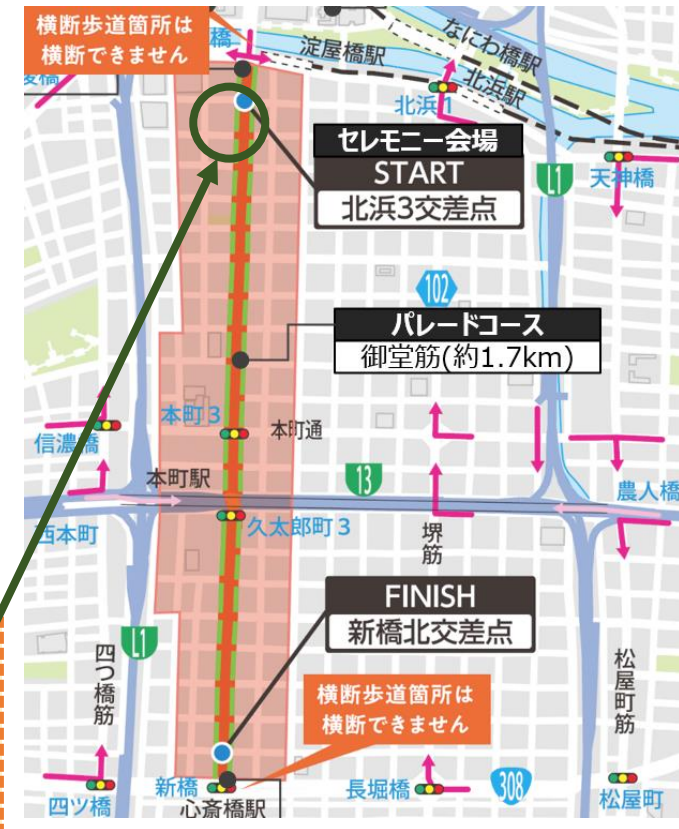 横断歩道箇所は
横断できません
橋
淀屋橋駅
なにわ橋駅
北浜駅
北浜1
セレモニー会場
START
北浜3交差点
L1
天神橋
102
パレードコース
御堂筋(約1.7km)
本町3
本町通
信濃橋
本町駅
13
農人橋
西本町
久太郎町3
堺筋
FINISH
新橋北交差点
L1
四つ橋筋
松屋町筋
横断歩道箇所は
横断できません
新橋
心斎橋駅
長堀橋
308
四ツ橋
松屋町